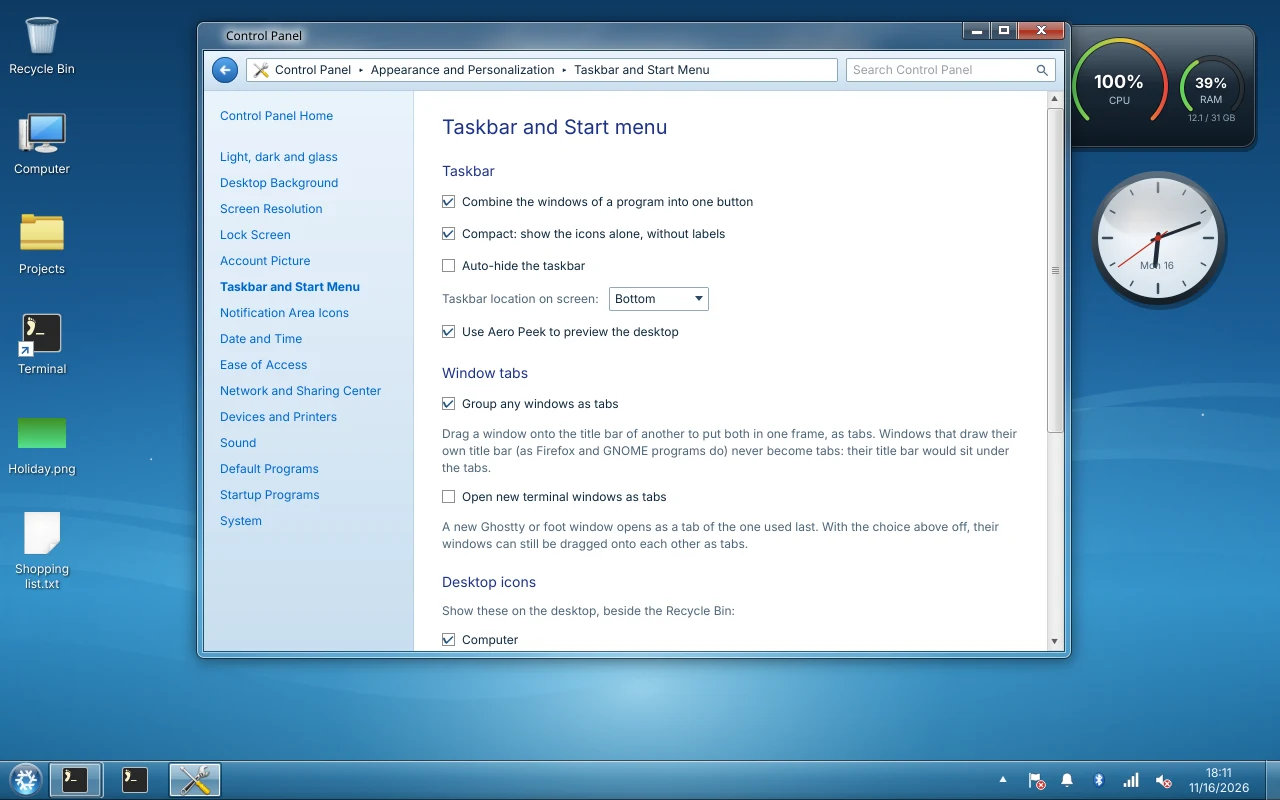 Recycle Bin
Computer
Projects
Terminal
Holiday.png
Shopping
list.txt
Control Panel
Control Panel ▸ Appearance and Personalization ▸ Taskbar and Start Menu
Search Control Panel
Control Panel Home
Light, dark and glass
Desktop Background
Screen Resolution
Lock Screen
Account Picture
Taskbar and Start Menu
Notification Area Icons
Date and Time
Ease of Access
Network and Sharing Center
Devices and Printers
Sound
Default Programs
Startup Programs
System
Taskbar and Start menu
Taskbar
Combine the windows of a program into one button
Compact: show the icons alone, without labels
Auto-hide the taskbar
Taskbar location on screen: Bottom
Use Aero Peek to preview the desktop
Window tabs
Group any windows as tabs
Drag a window onto the title bar of another to put both in one frame, as tabs. Windows that draw their
own title bar (as Firefox and GNOME programs do) never become tabs: their title bar would sit under
the tabs.
Open new terminal windows as tabs
A new Ghostty or foot window opens as a tab of the one used last. With the choice above off, their
windows can still be dragged onto each other as tabs.
Desktop icons
Show these on the desktop, beside the Recycle Bin:
Computer
100%
CPU
39%
RAM
12.1 / 31 GB
Mon 16
18:11
11/16/2026